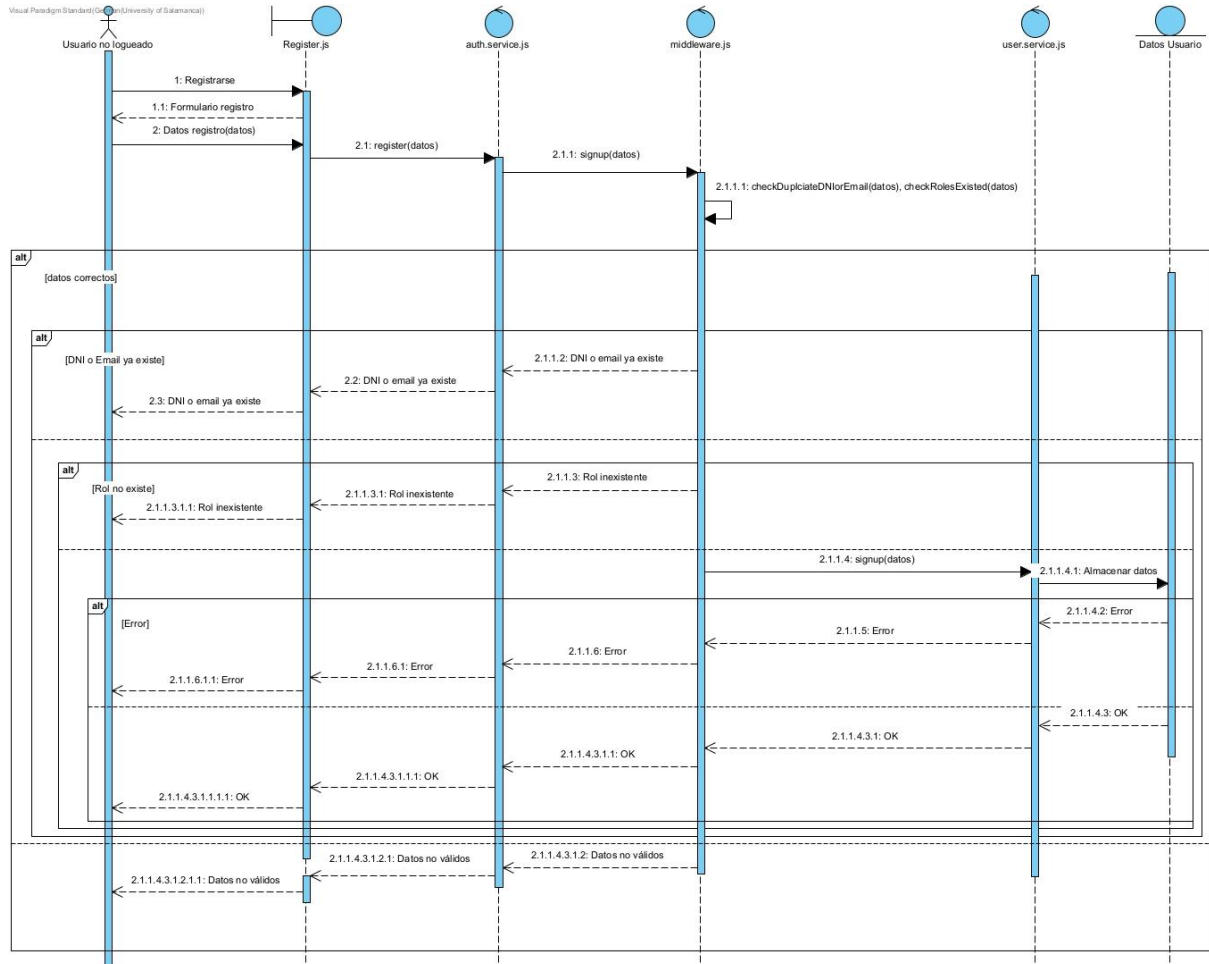 Visual Paradigm Standard(German(University of Salamanca))
Usuario no logueado
Register.js
auth.service.js
middleware.js
user.service.js
Datos Usuario
1: Registrarse
1.1: Formulario registro
2: Datos registro(datos)
2.1: register(datos)
2.1.1: signup(datos)
2.1.1.1: checkDuplciateDNIorEmail(datos), checkRolesExisted(datos)
alt
[datos correctos]
alt
[DNI o Email ya existe]
2.1.1.2: DNI o email ya existe
2.2: DNI o email ya existe
2.3: DNI o email ya existe
alt
[Rol no existe]
2.1.1.3: Rol inexistente
2.1.1.3.1: Rol inexistente
2.1.1.3.1.1: Rol inexistente
2.1.1.4: signup(datos)
2.1.1.4.1: Almacenar datos
alt
[Error]
2.1.1.4.2: Error
2.1.1.5: Error
2.1.1.6: Error
2.1.1.6.1: Error
2.1.1.6.1.1: Error
2.1.1.4.3: OK
2.1.1.4.3.1: OK
2.1.1.4.3.1.1: OK
2.1.1.4.3.1.1.1: OK
2.1.1.4.3.1.1.1.1: OK
2.1.1.4.3.1.2: Datos no válidos
2.1.1.4.3.1.2.1: Datos no válidos
2.1.1.4.3.1.2.1.1: Datos no válidos